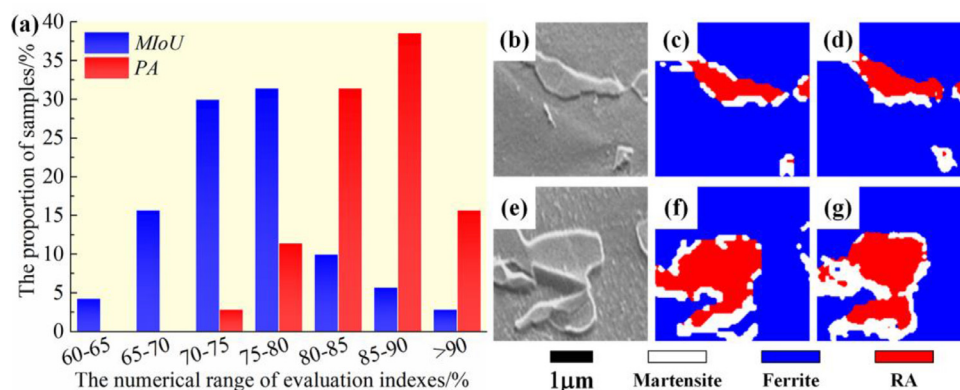 (a)
MIoU
PA
The proportion of samples/%
40
35
30
25
20
15
10
5
0
60-65 65-70 70-75 75-80 80-85 85-90 >90
The numerical range of evaluation indexes/%
(b) (c) (d)
(e) (f) (g)
1μm Martensite Ferrite RA